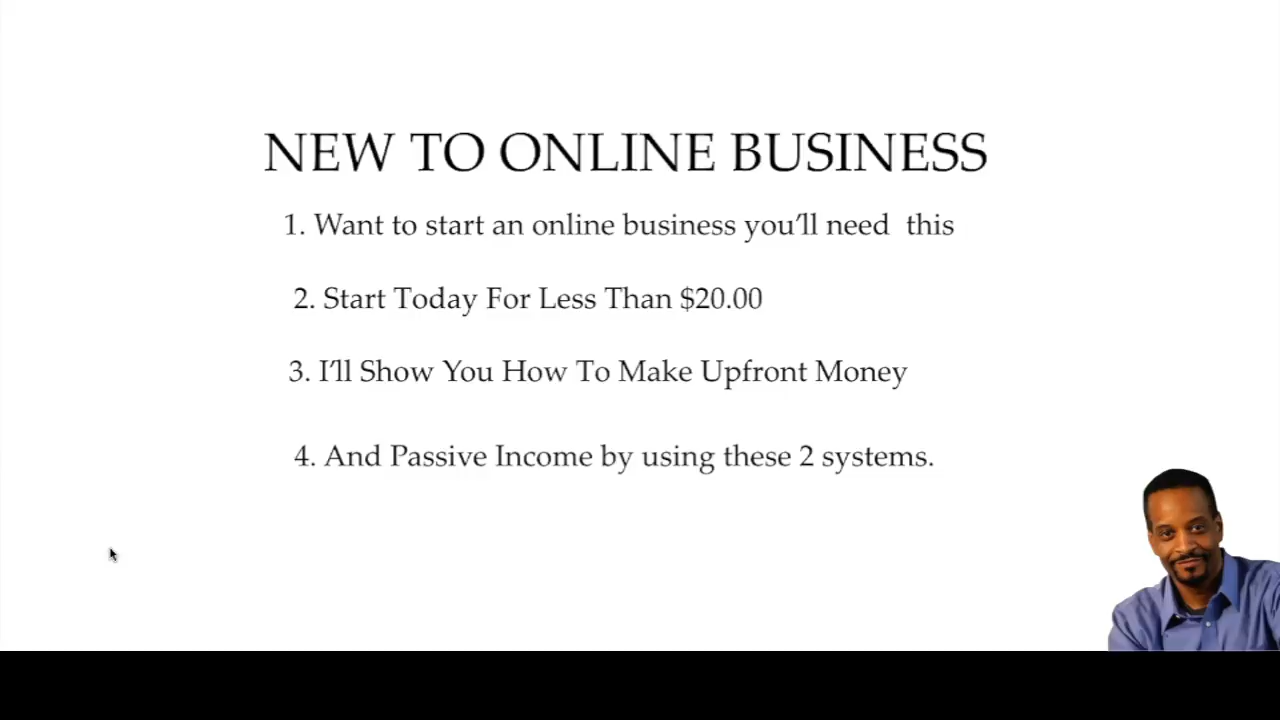 NEW TO ONLINE BUSINESS
1. Want to start an online business you'll need  this
2. Start Today For Less Than $20.00
3. I'll Show You How To Make Upfront Money
4. And Passive Income by using these 2 systems.